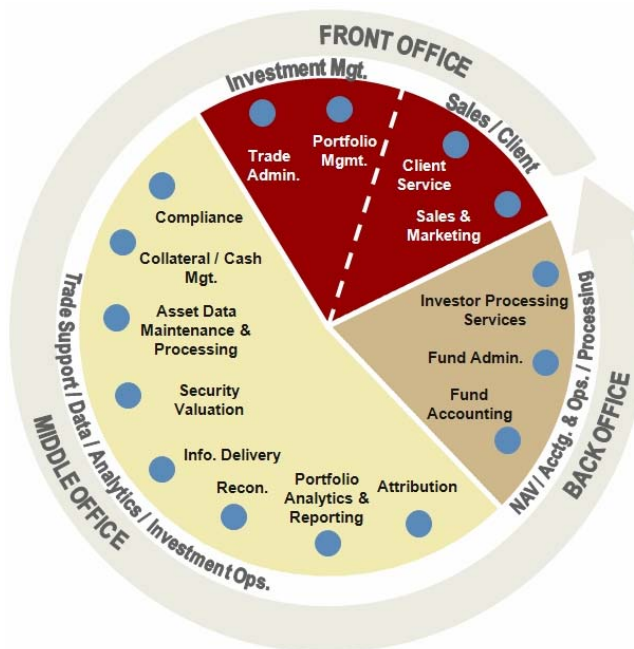 FRONT OFFICE
Investment Mgt.
Sales / Client
Trade
Admin.
Portfolio
Mgmt.
Client
Service
Sales &
Marketing
Compliance
Collateral / Cash
Mgt.
Asset Data
Maintenance &
Processing
Security
Valuation
Info. Delivery
Recon.
Portfolio
Analytics &
Reporting
Attribution
Investor Processing
Services
Fund Admin.
Fund
Accounting
Trade Support / Data / Analytics / Investment Ops.
MIDDLE OFFICE
NAV / Acctg. & Ops. / Processing
BACK OFFICE